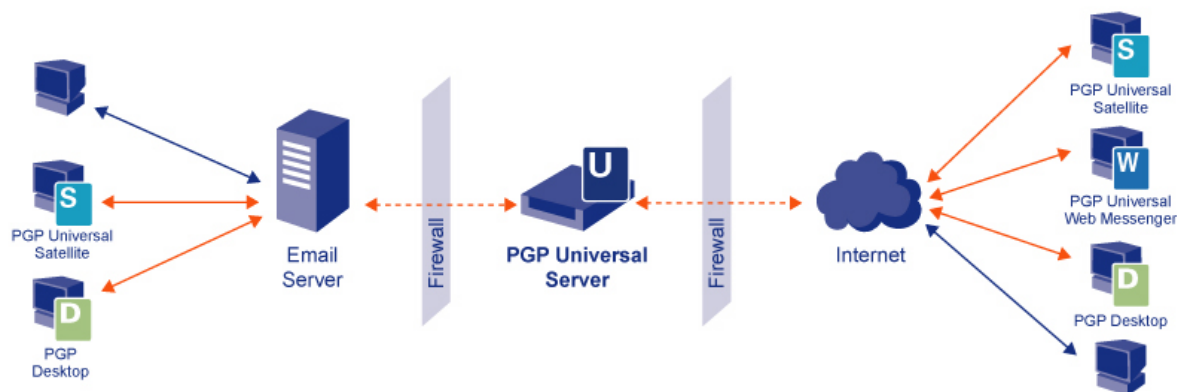 S
PGP Universal
Satellite
D
PGP
Desktop
Email
Server
Firewall
U
PGP Universal
Server
Firewall
Internet
S
PGP Universal
Satellite
W
PGP Universal
Web Messenger
D
PGP Desktop